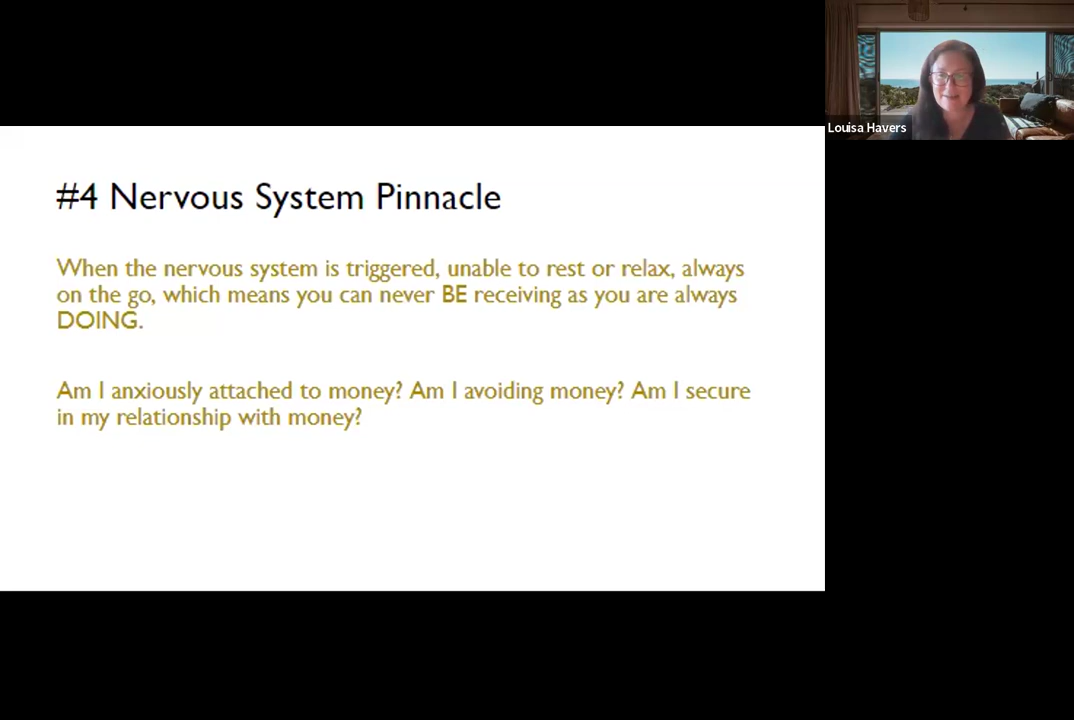 Louisa Havers
#4 Nervous System Pinnacle
When the nervous system is triggered, unable to rest or relax, always
on the go, which means you can never BE receiving as you are always
DOING.
Am I anxiously attached to money? Am I avoiding money? Am I secure
in my relationship with money?